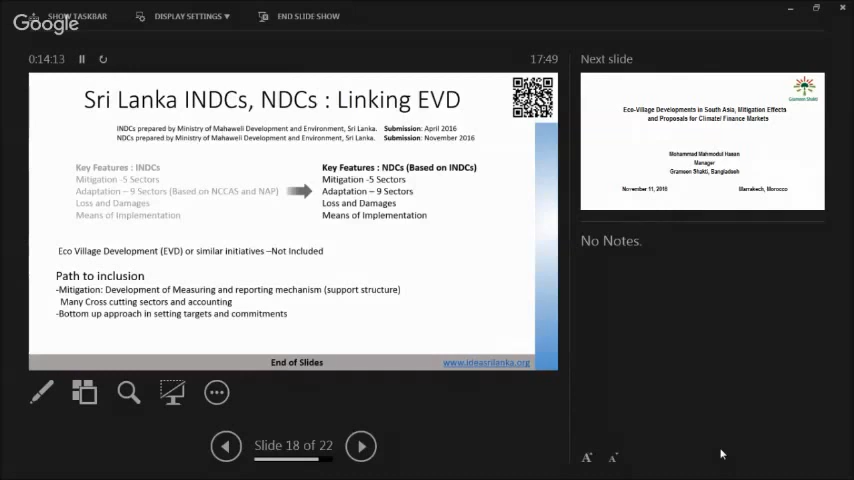 SHOW TASKBAR
DISPLAY SETTINGS ▼
END SLIDE SHOW
Google
0:14:13
17:49
Next slide
Sri Lanka INDCs, NDCs : Linking EVD
INDCs prepared by Ministry of Mahaweli Development and Environment, Sri Lanka. Submission: April 2016
NDCs prepared by Ministry of Mahaweli Development and Environment, Sri Lanka. Submission: November 2016
Key Features : INDCs
Mitigation -5 Sectors
Adaptation – 9 Sectors (Based on NCCAS and NAP)
Loss and Damages
Means of Implementation
Key Features : NDCs (Based on INDCs)
Mitigation -5 Sectors
Adaptation – 9 Sectors
Loss and Damages
Means of Implementation
Eco Village Development (EVD) or similar initiatives –Not Included
Path to inclusion
-Mitigation: Development of Measuring and reporting mechanism (support structure)
Many Cross cutting sectors and accounting
-Bottom up approach in setting targets and commitments
End of Slides
www.ideasrilanka.org
Grameen Shakti
Eco-Village Developments in South Asia, Mitigation Effects
and Proposals for Climate/ Finance Markets
Mohammad Mahmodul Hasan
Manager
Grameen Shakti, Bangladesh
November 11, 2016
Marrakech, Morocco
No Notes.
Slide 18 of 22
A
A